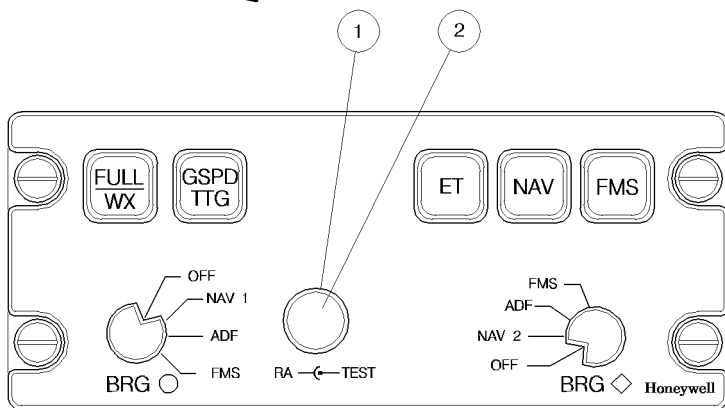 1 2
FULL
WX
GSPD
TTG
ET
NAV
FMS
OFF
NAV 1
ADF
FMS
BRG
RA TEST
FMS
ADF
NAV 2
OFF
BRG
Honeywell